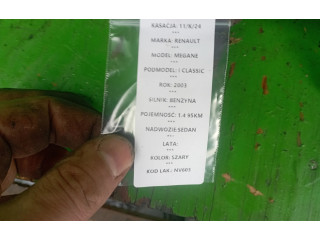 KASACJA: 11/K/24
***
MARKA: RENAULT
***
MODEL: MEGANE
***
PODMODEL: I CLASSIC
***
ROK: 2003
***
SILNIK: BENZYNA
***
POJEMNOŚĆ: 1.4 95KM
***
NADWOZIE:SEDAN
***
LATA:
***
KOLOR: SZARY
***
KOD LAK.: NV603